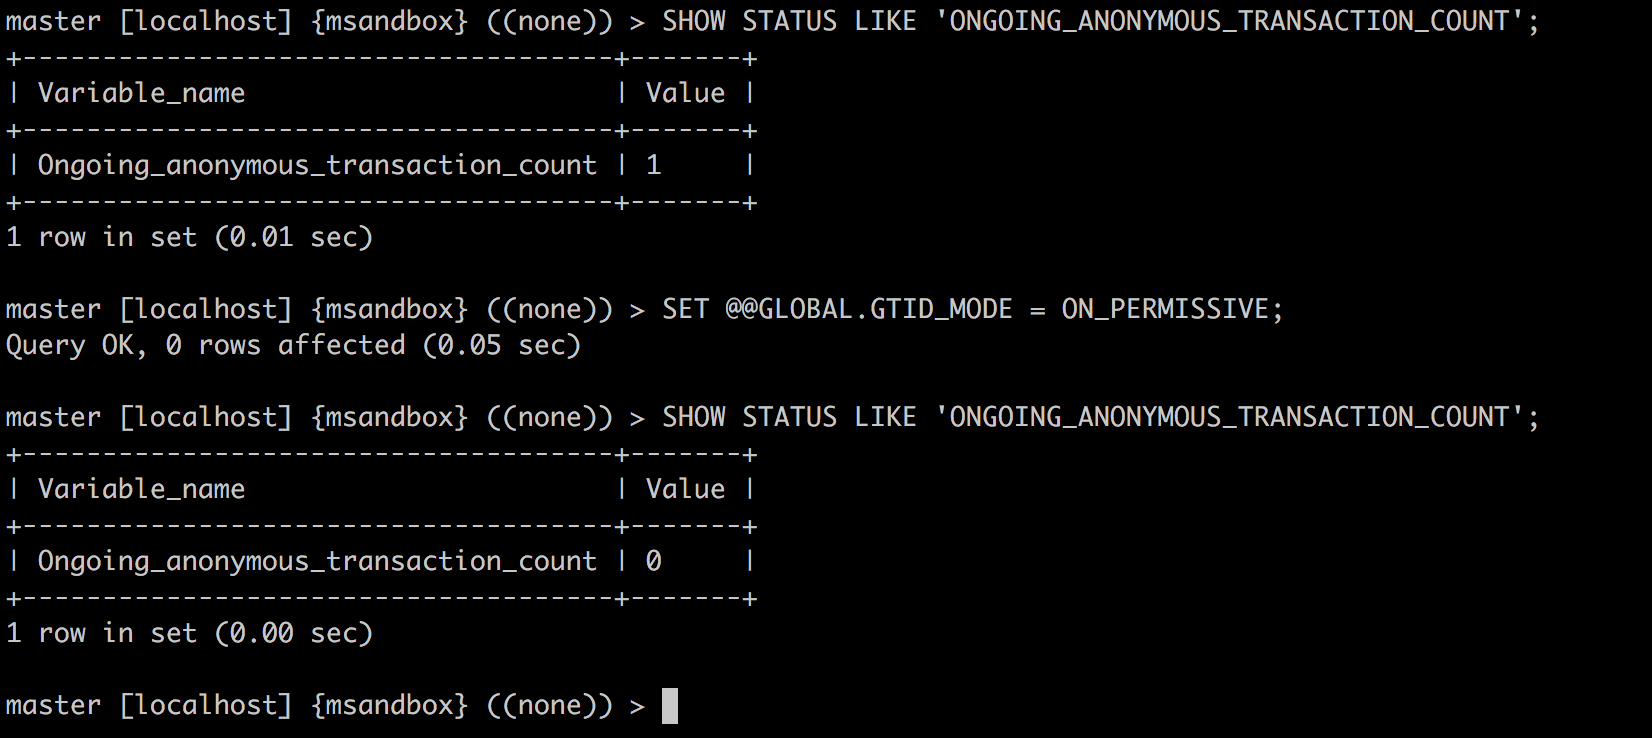 master [localhost] {msandbox} ((none)) > SHOW STATUS LIKE 'ONGOING_ANONYMOUS_TRANSACTION_COUNT';
+-------------------------------------+-------+
| Variable_name                       | Value |
+-------------------------------------+-------+
| Ongoing_anonymous_transaction_count | 1     |
+-------------------------------------+-------+
1 row in set (0.01 sec)

master [localhost] {msandbox} ((none)) > SET @@GLOBAL.GTID_MODE = ON_PERMISSIVE;
Query OK, 0 rows affected (0.05 sec)

master [localhost] {msandbox} ((none)) > SHOW STATUS LIKE 'ONGOING_ANONYMOUS_TRANSACTION_COUNT';
+-------------------------------------+-------+
| Variable_name                       | Value |
+-------------------------------------+-------+
| Ongoing_anonymous_transaction_count | 0     |
+-------------------------------------+-------+
1 row in set (0.00 sec)

master [localhost] {msandbox} ((none)) >